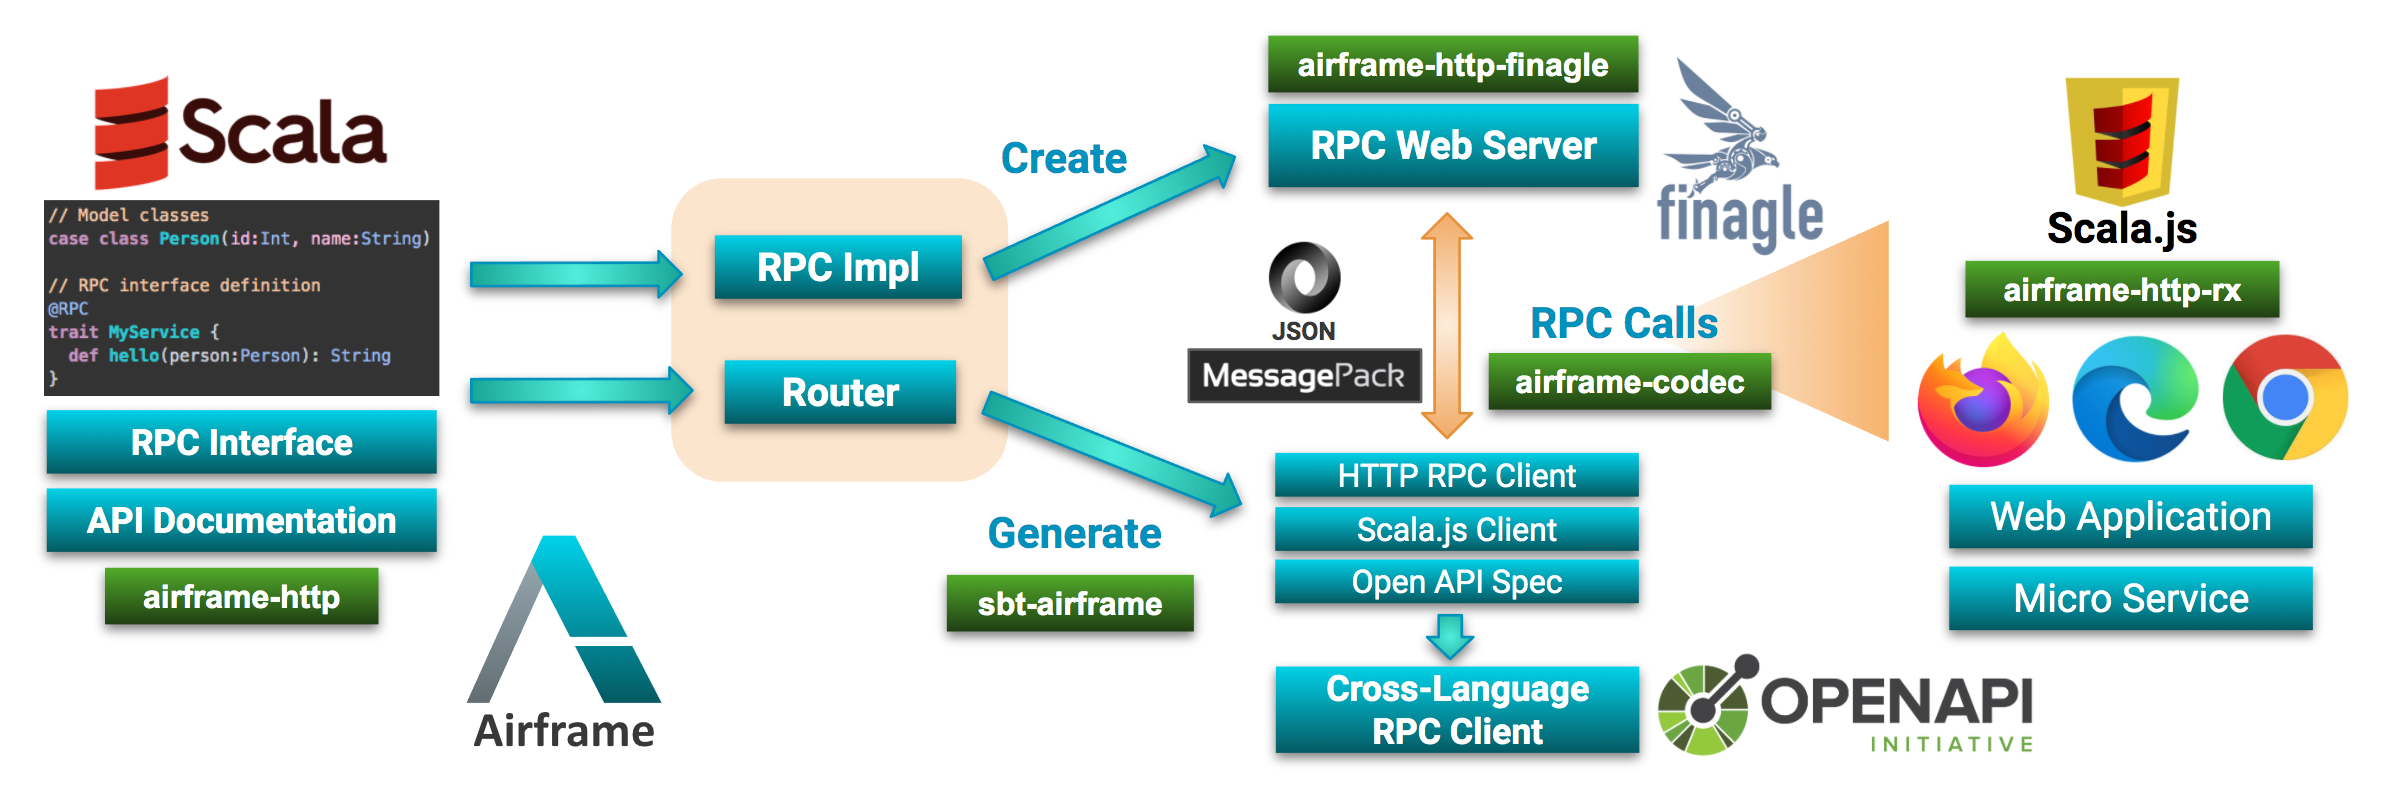 Scala
// Model classes
case class Person(id:Int, name:String)
// RPC interface definition
@RPC
trait MyService {
  def hello(person:Person): String
}
RPC Interface
API Documentation
airframe-http
Airframe
RPC Impl
Router
Create
Generate
sbt-airframe
airframe-http-finagle
RPC Web Server
finagle
JSON
MessagePack
RPC Calls
airframe-codec
HTTP RPC Client
Scala.js Client
Open API Spec
Cross-Language
RPC Client
OPENAPI
INITIATIVE
Scala.js
airframe-http-rx
Web Application
Micro Service